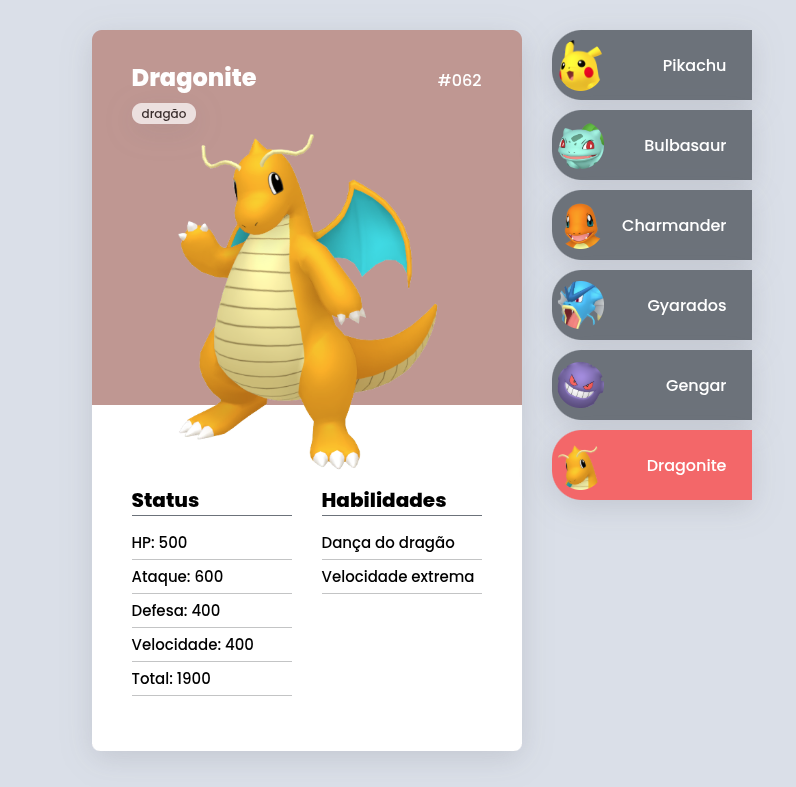 Dragonite
#062
dragão
Status
HP: 500
Ataque: 600
Defesa: 400
Velocidade: 400
Total: 1900
Habilidades
Dança do dragão
Velocidade extrema
Pikachu
Bulbasaur
Charmander
Gyarados
Gengar
Dragonite